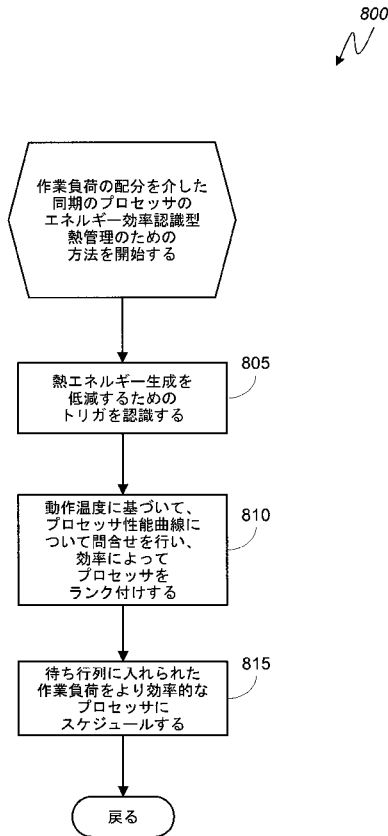 800
作業負荷の配分を介した
同期のプロセッサの
エネルギー効率認識型
熱管理のための
方法を開始する
805
熱エネルギー生成を
低減するための
トリガを認識する
810
動作温度に基づいて、
プロセッサ性能曲線に
ついて問合せを行い、
効率によって
プロセッサを
ランク付けする
815
待ち行列に入れられた
作業負荷をより効率的な
プロセッサに
スケジュールする
戻る